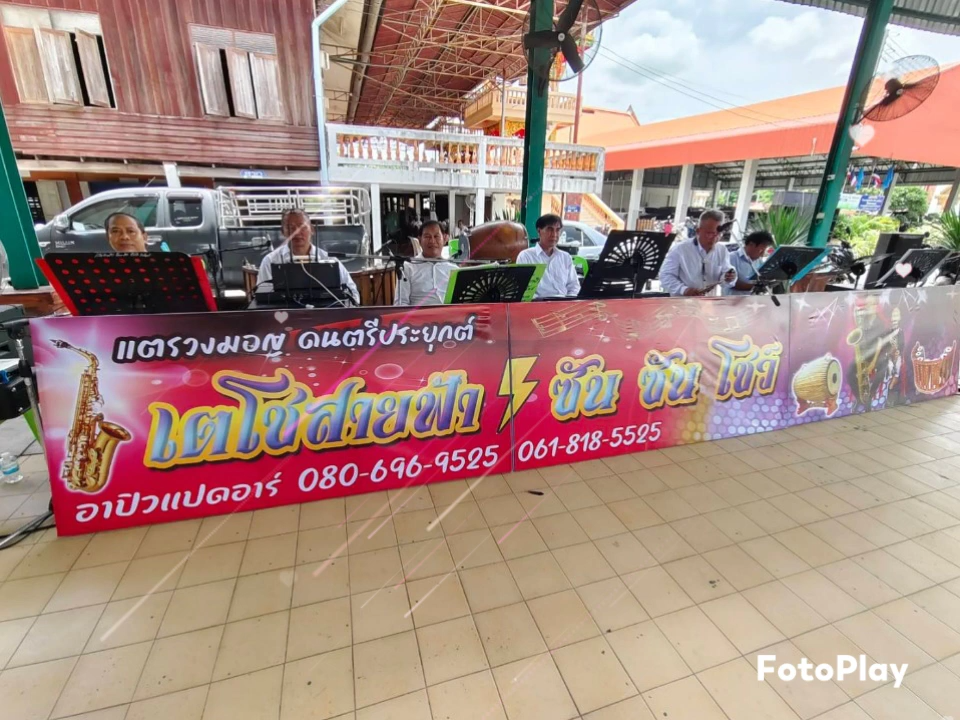 แตรวงมอญ ดนตรีประยุกต์
เตโชสายฟ้า ซัน ซัน โชว์
อาปิวแปดอาร์ 080-696-9525 061-818-5525
FotoPlay